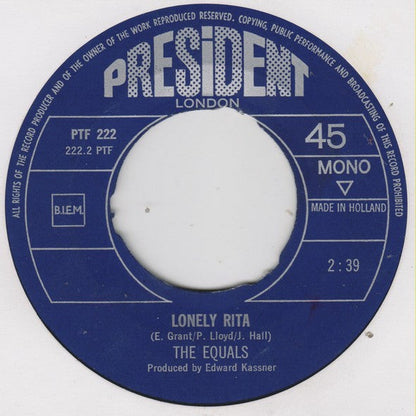 ALL RIGHTS OF THE RECORD PRODUCER AND OF THE OWNER OF THE WORK REPRODUCED RESERVED. COPYING, PUBLIC PERFORMANCE AND BROADCASTING OF THIS RECORD PROHIBITED
PRESiDENT
LONDON
PTF 222
222.2 PTF
45
MONO
B.I.E.M.
MADE IN HOLLAND
2:39
LONELY RITA
(E. Grant/P. Lloyd/J. Hall)
THE EQUALS
Produced by Edward Kassner